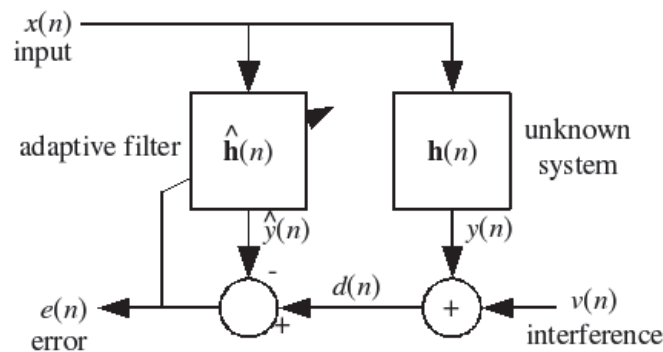 x(n)
input
adaptive filter
ĥ(n)
h(n)
unknown
system
ŷ(n)
y(n)
-
d(n)
+
+
e(n)
error
v(n)
interference